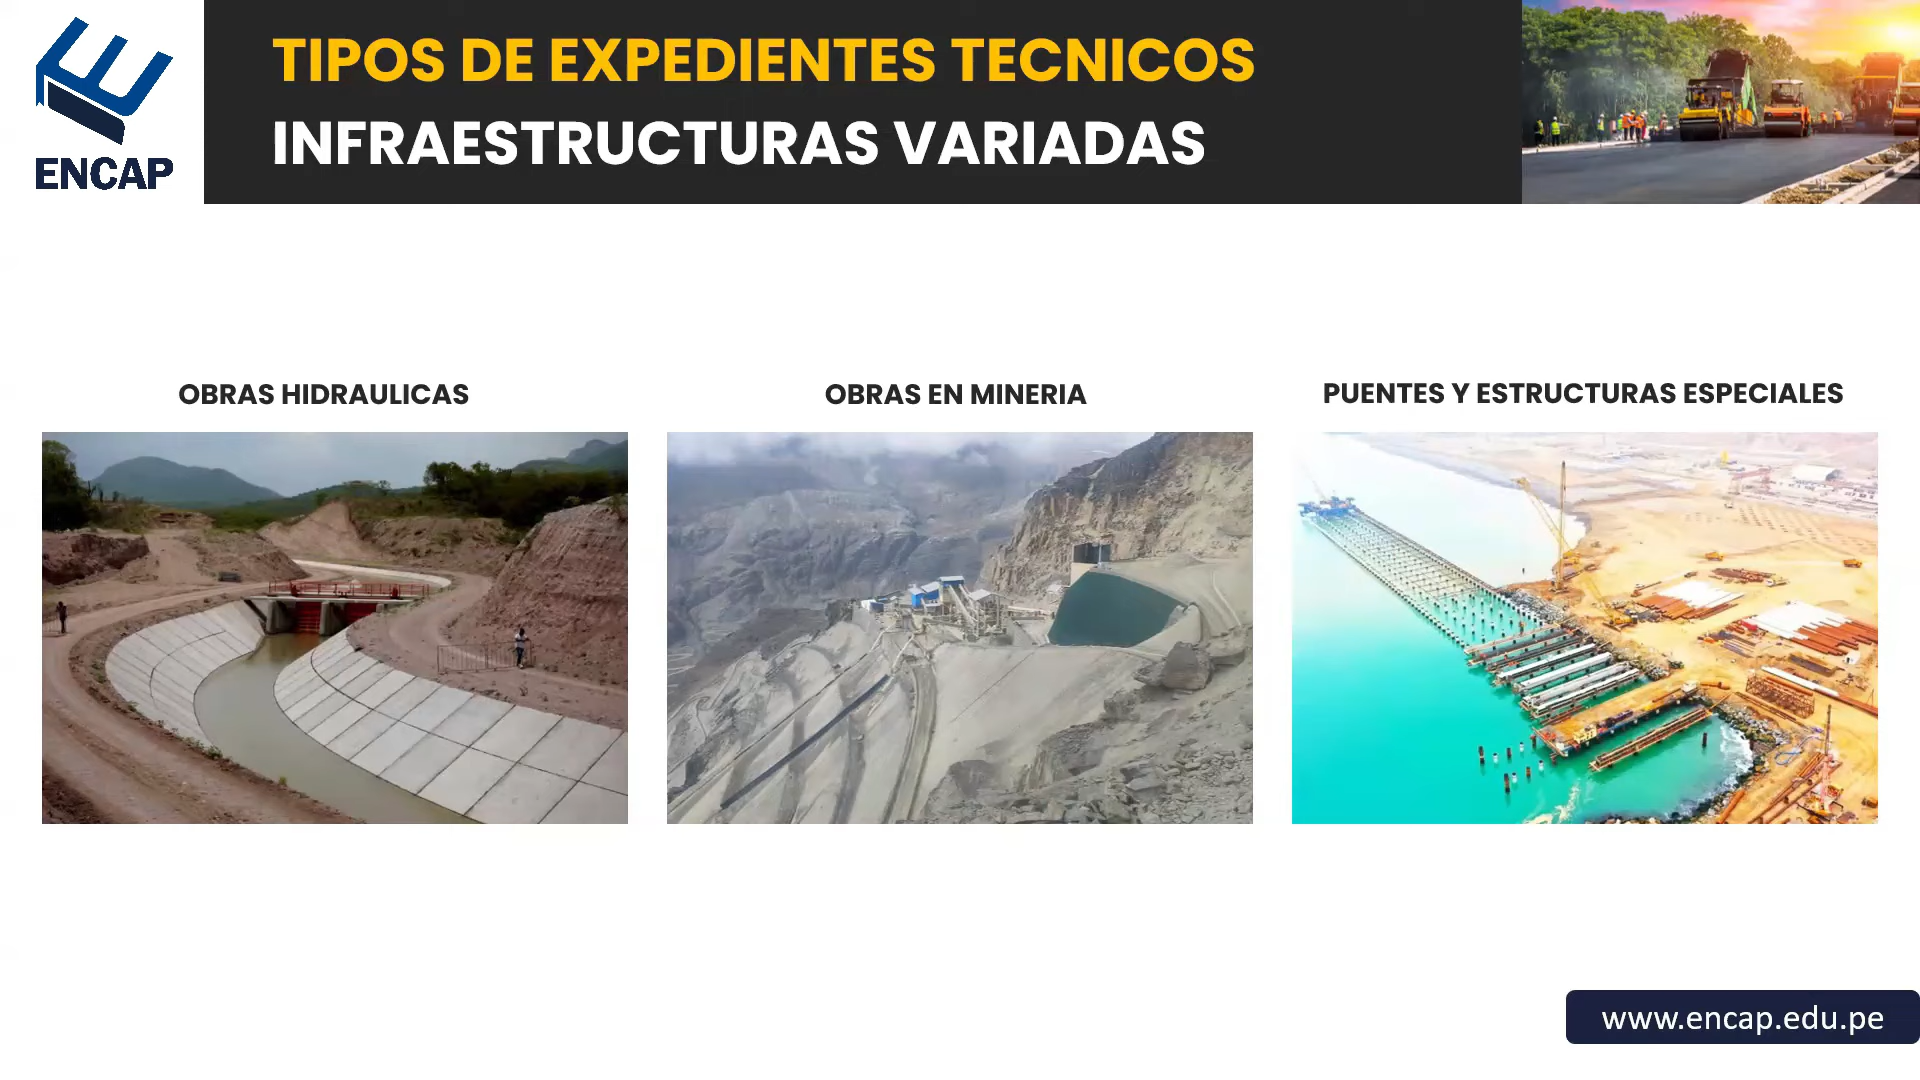 ENCAP
TIPOS DE EXPEDIENTES TECNICOS
INFRAESTRUCTURAS VARIADAS
OBRAS HIDRAULICAS
OBRAS EN MINERIA
PUENTES Y ESTRUCTURAS ESPECIALES
www.encap.edu.pe